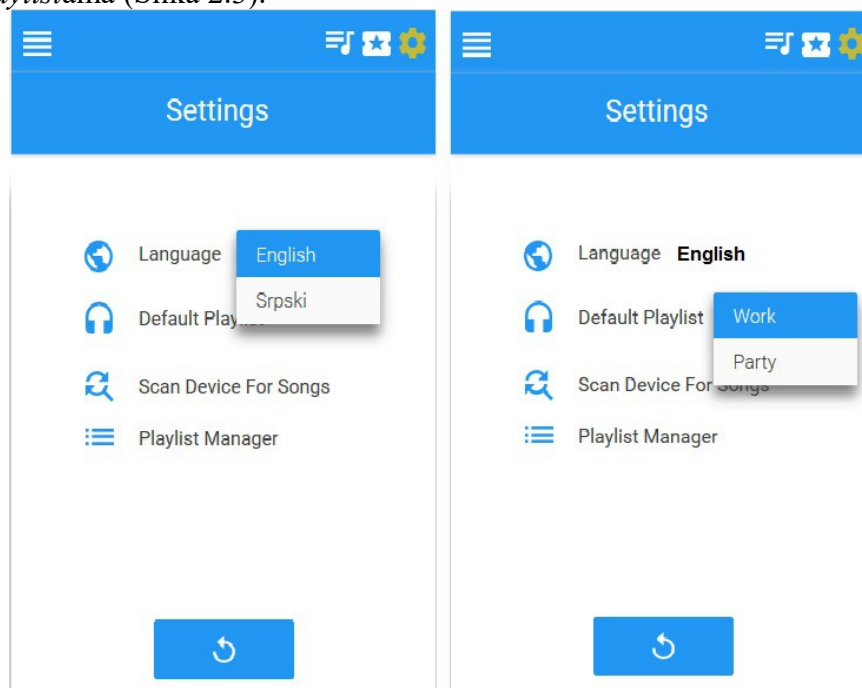 Settings
Language English
Srpski
Default Play
Scan Device For Songs
Playlist Manager
Settings
Language English
Default Playlist Work
Party
Scan Device For Songs
Playlist Manager